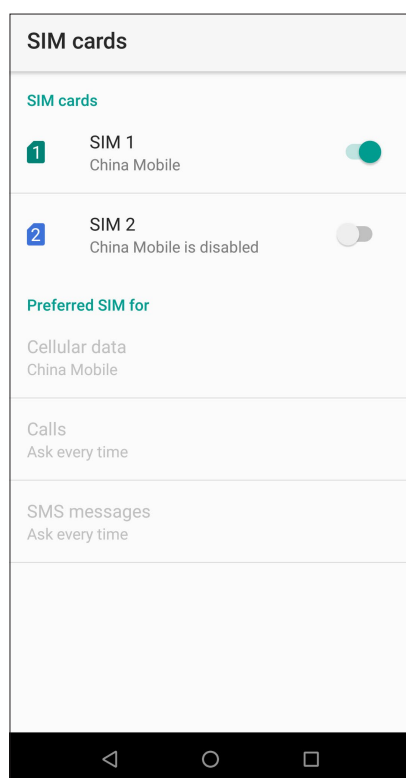 SIM cards
SIM cards
1
SIM 1
China Mobile
2
SIM 2
China Mobile is disabled
Preferred SIM for
Cellular data
China Mobile
Calls
Ask every time
SMS messages
Ask every time